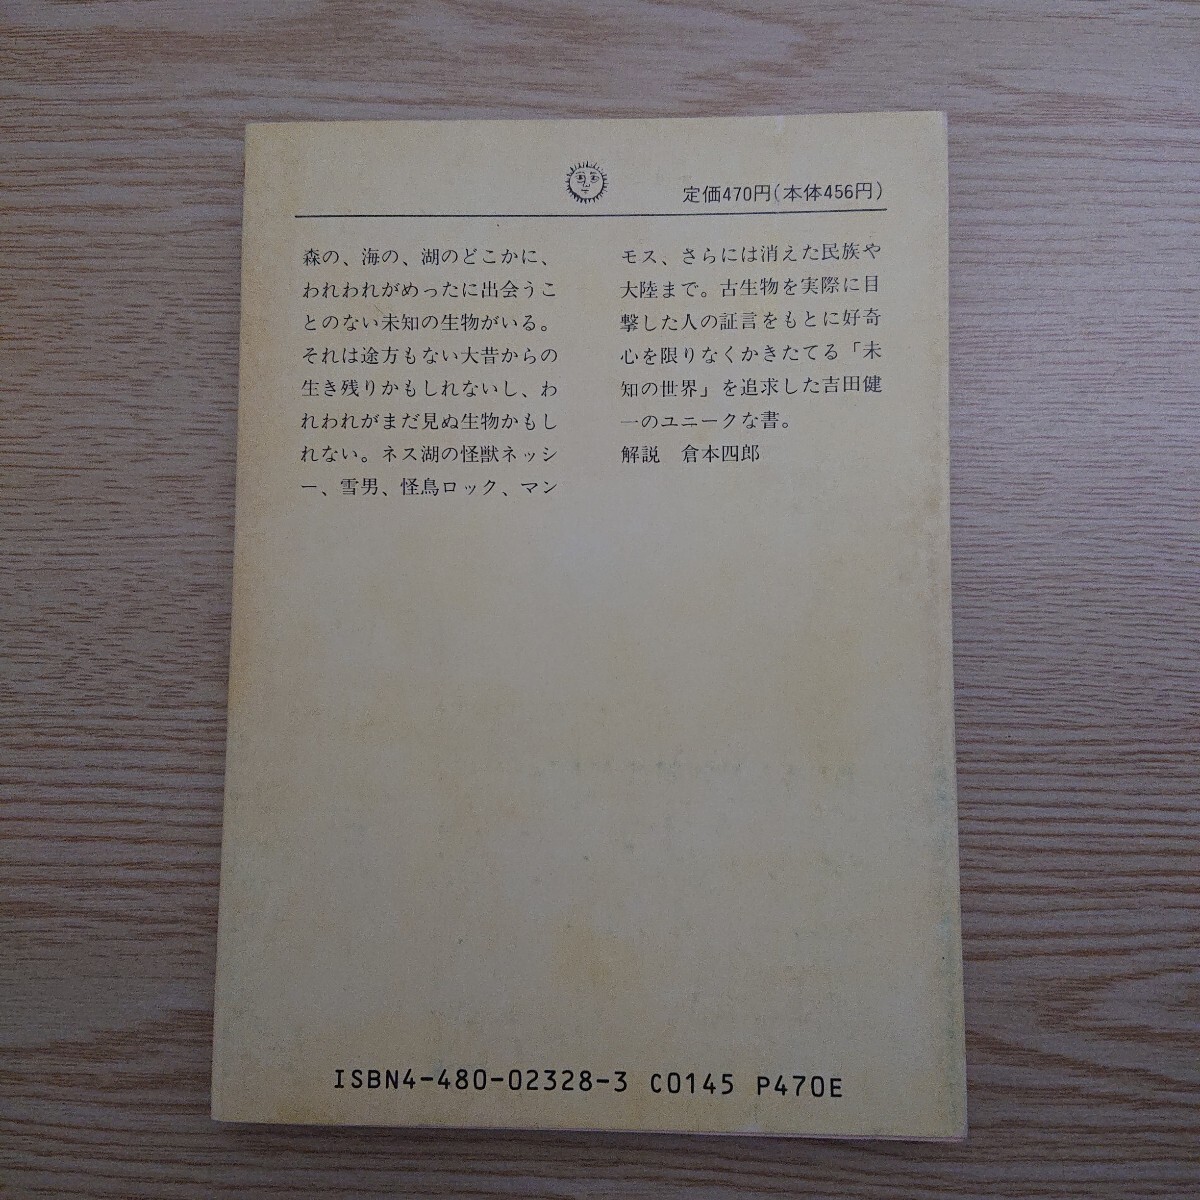 定価470円(本体456円)
森の、海の、湖のどこかに、
われわれがめったに出会うこ
とのない未知の生物がいる。
それは途方もない大昔からの
生き残りかもしれないし、わ
れわれがまだ見ぬ生物かもし
れない。ネス湖の怪獣ネッシ
ー、雪男、怪鳥ロック、マン
モス、さらには消えた民族や
大陸まで。古生物を実際に目
撃した人の証言をもとに好奇
心を限りなくかきたてる「未
知の世界」を追求した吉田健
一のユニークな書。
解説　倉本四郎
ISBN4-480-02328-3 C0145 P470E